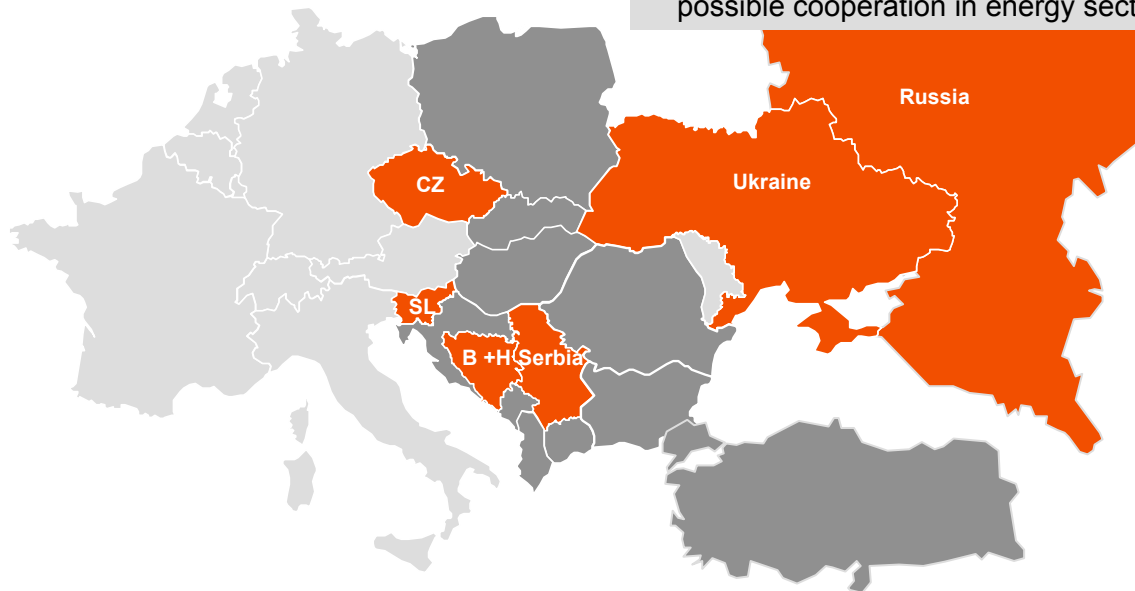 possible cooperation in energy sect
Russia
CZ
Ukraine
SL
B +H
Serbia